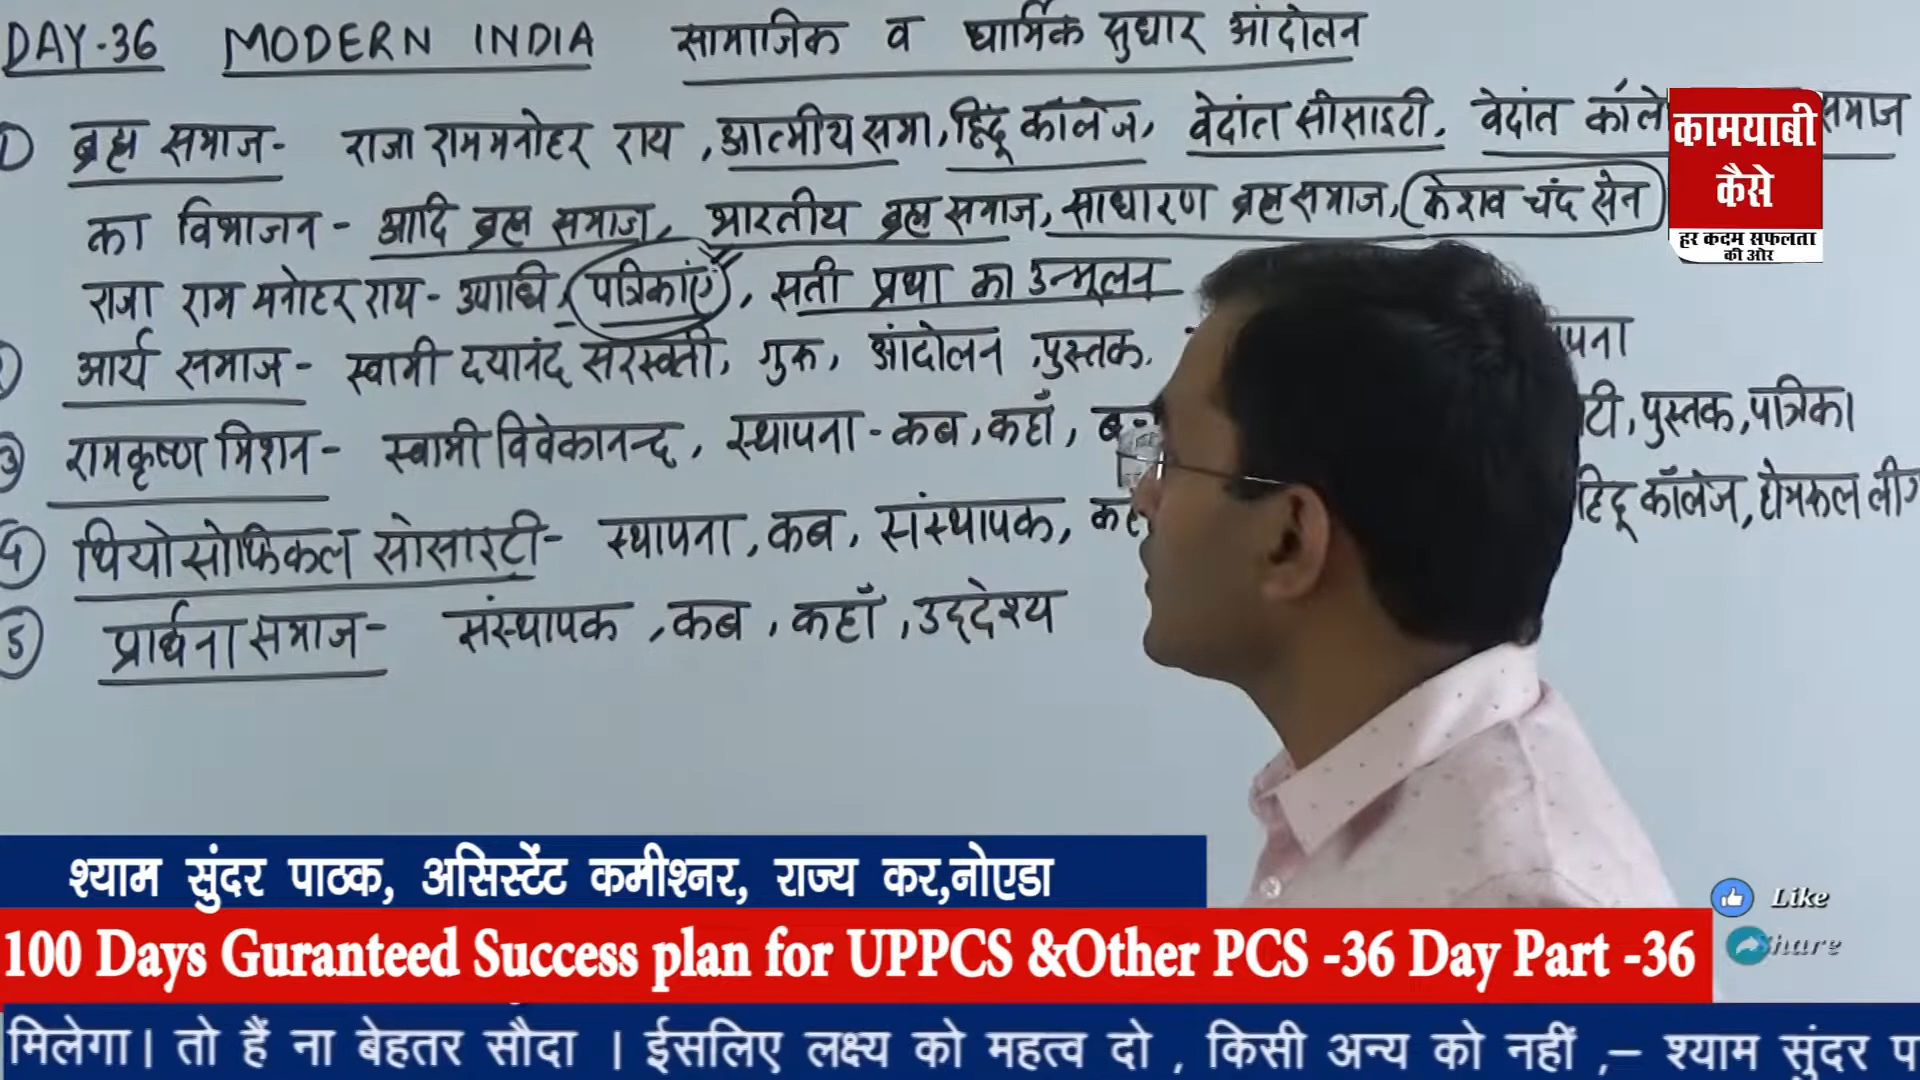 DAY-36 MODERN INDIA सामाजिक व धार्मिक सुधार आंदोलन
① ब्रह्म समाज- राजा राममनोहर राय, आत्मीय सभा, हिंदू कॉलेज, वेदांत सोसाइटी, वेदांत समाज
का विभाजन- आदि ब्रह्म समाज, भारतीय ब्रह्म समाज, साधारण ब्रह्म समाज, केशव चंद्र सेन
राजा राम मनोहर राय- उपाधि, पत्रिकाएं, सती प्रथा का उन्मूलन
आर्य समाज- स्वामी दयानंद सरस्वती, गुरु, आंदोलन, पुस्तक,
③ रामकृष्ण मिशन- स्वामी विवेकानन्द, स्थापना-कब, कहाँ, पुस्तक, पत्रिका
④ थियोसोफिकल सोसाइटी- स्थापना, कब, संस्थापक, हिंदू कॉलेज, होमरूल लीग
⑤ प्रार्थना समाज- संस्थापक, कब, कहाँ, उद्देश्य
कामयाबी
कैसे
हर कदम सफलता
की ओर
श्याम सुंदर पाठक, असिस्टेंट कमीश्नर, राज्य कर,नोएडा
Like
Share
100 Days Guranteed Success plan for UPPCS &Other PCS -36 Day Part -36
मिलेगा। तो हैं ना बेहतर सौदा । ईसलिए लक्ष्य को महत्व दो , किसी अन्य को नहीं ,– श्याम सुंदर